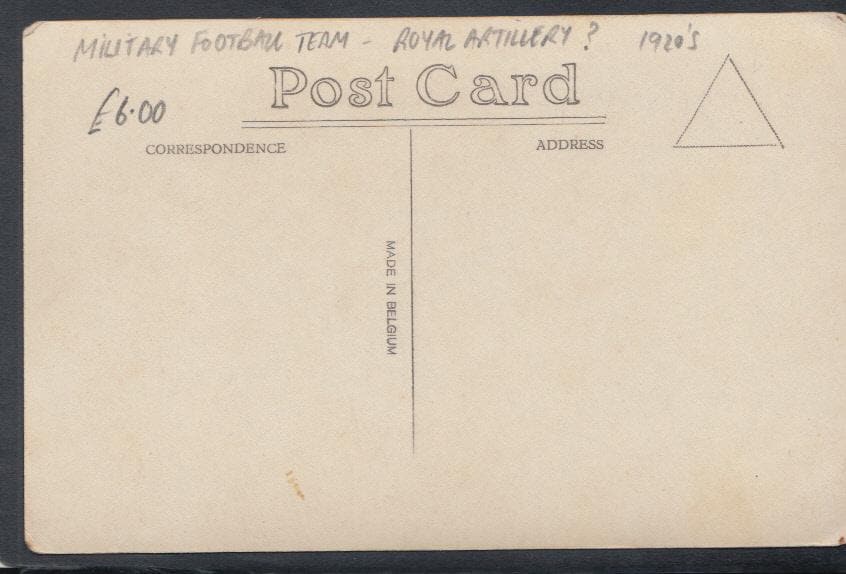 MILITARY FOOTBALL TEAM - ROYAL ARTILLERY? 1920'S
Post Card
£6.00
CORRESPONDENCE
ADDRESS
MADE IN BELGIUM